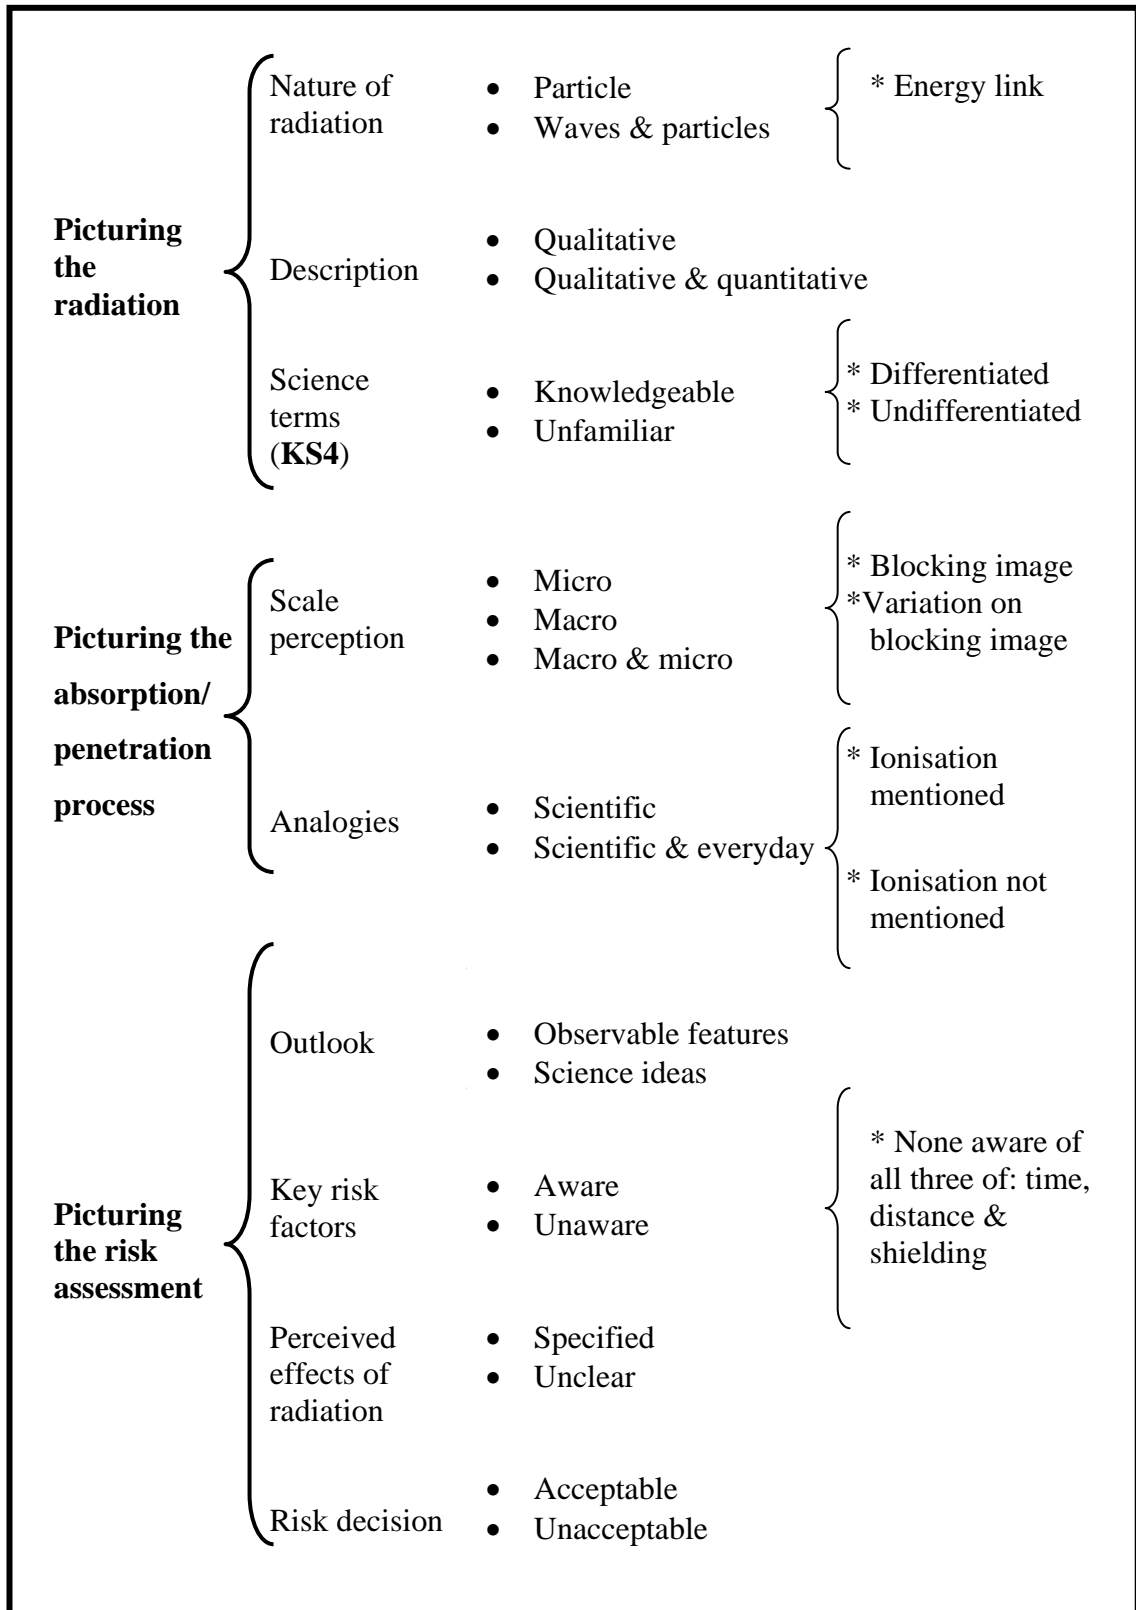 Picturing
the
radiation
Nature of
radiation
• Particle
• Waves & particles
* Energy link
Description
• Qualitative
• Qualitative & quantitative
Science
terms
(KS4)
• Knowledgeable
• Unfamiliar
* Differentiated
* Undifferentiated
Picturing the
absorption/
penetration
process
Scale
perception
• Micro
• Macro
• Macro & micro
* Blocking image
*Variation on
blocking image
Analogies
• Scientific
• Scientific & everyday
* Ionisation
mentioned
* Ionisation not
mentioned
Picturing
the risk
assessment
Outlook
• Observable features
• Science ideas
Key risk
factors
• Aware
• Unaware
* None aware of
all three of: time,
distance &
shielding
Perceived
effects of
radiation
• Specified
• Unclear
Risk decision
• Acceptable
• Unacceptable